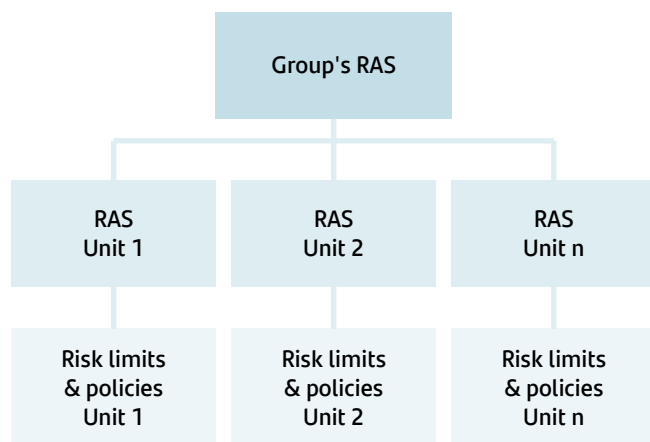 Group's RAS
RAS
Unit 1
RAS
Unit 2
RAS
Unit n
Risk limits
& policies
Unit 1
Risk limits
& policies
Unit 2
Risk limits
& policies
Unit n